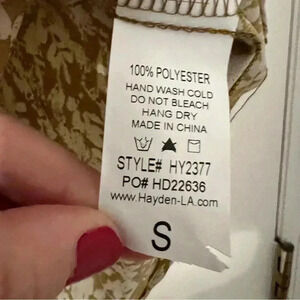 100% POLYESTER
HAND WASH COLD
DO NOT BLEACH
HANG DRY
MADE IN CHINA
STYLE# HY2377
PO# HD22636
www.Hayden-LA.com
S